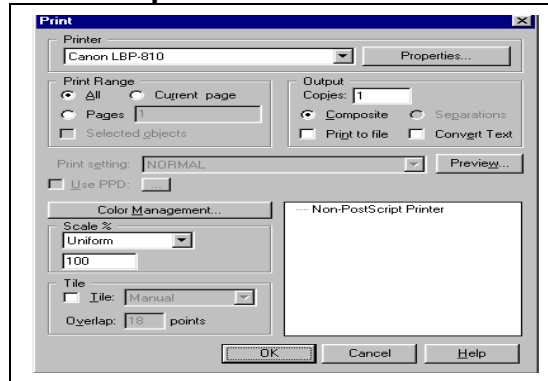 Print
Printer
Canon LBP-810
Properties...
Print Range
All
Current page
Pages
1
Selected objects
Output
Copies: 1
Composite
Separations
Print to file
Convert Text
Print setting: NORMAL
Preview...
Use PPD: ...
Color Management...
Non-PostScript Printer
Scale %
Uniform
100
Tile
Tile: Manual
Overlap: 18 points
OK
Cancel
Help